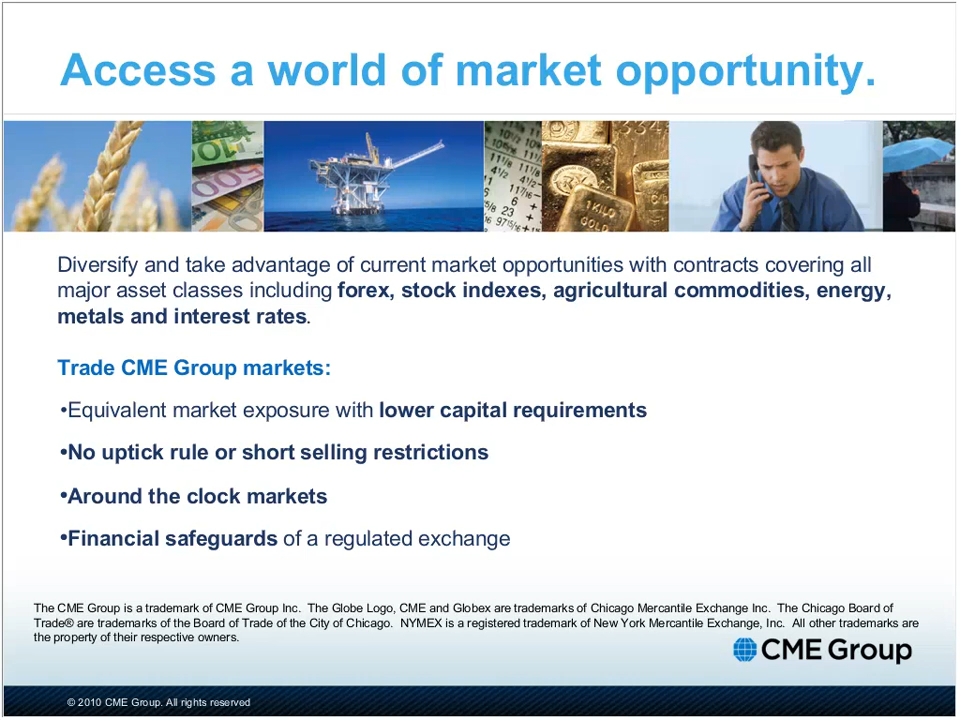 Access a world of market opportunity.
Diversify and take advantage of current market opportunities with contracts covering all
major asset classes including forex, stock indexes, agricultural commodities, energy,
metals and interest rates.
Trade CME Group markets:
•Equivalent market exposure with lower capital requirements
•No uptick rule or short selling restrictions
•Around the clock markets
•Financial safeguards of a regulated exchange
The CME Group is a trademark of CME Group Inc.  The Globe Logo, CME and Globex are trademarks of Chicago Mercantile Exchange Inc.  The Chicago Board of
Trade® are trademarks of the Board of Trade of the City of Chicago.  NYMEX is a registered trademark of New York Mercantile Exchange, Inc.  All other trademarks are
the property of their respective owners.
CME Group
© 2010 CME Group. All rights reserved